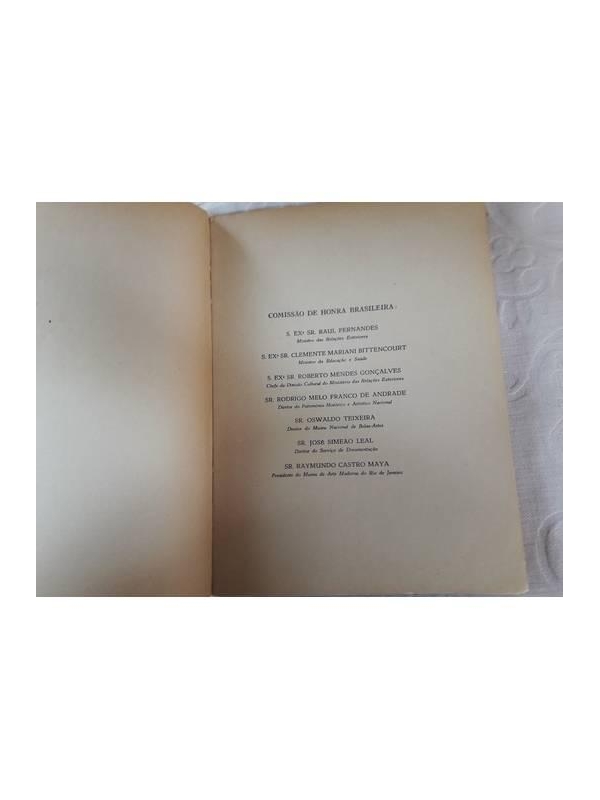 COMISSÃO DE HONRA BRASILEIRA:
S. EXª SR. RAUL FERNANDES
Ministro das Relações Exteriores
S. EXª SR. CLEMENTE MARIANI BITTENCOURT
Ministro da Educação e Saúde
S. EXª SR. ROBERTO MENDES GONÇALVES
Chefe da Divisão Cultural do Ministério das Relações Exteriores
SR. RODRIGO MELO FRANCO DE ANDRADE
Diretor do Patrimônio Histórico e Artístico Nacional
SR. OSWALDO TEIXEIRA
Diretor do Museu Nacional de Belas-Artes
SR. JOSÉ SIMEÃO LEAL
Diretor do Serviço de Documentação
SR. RAYMUNDO CASTRO MAYA
Presidente do Museu de Arte Moderna do Rio de Janeiro